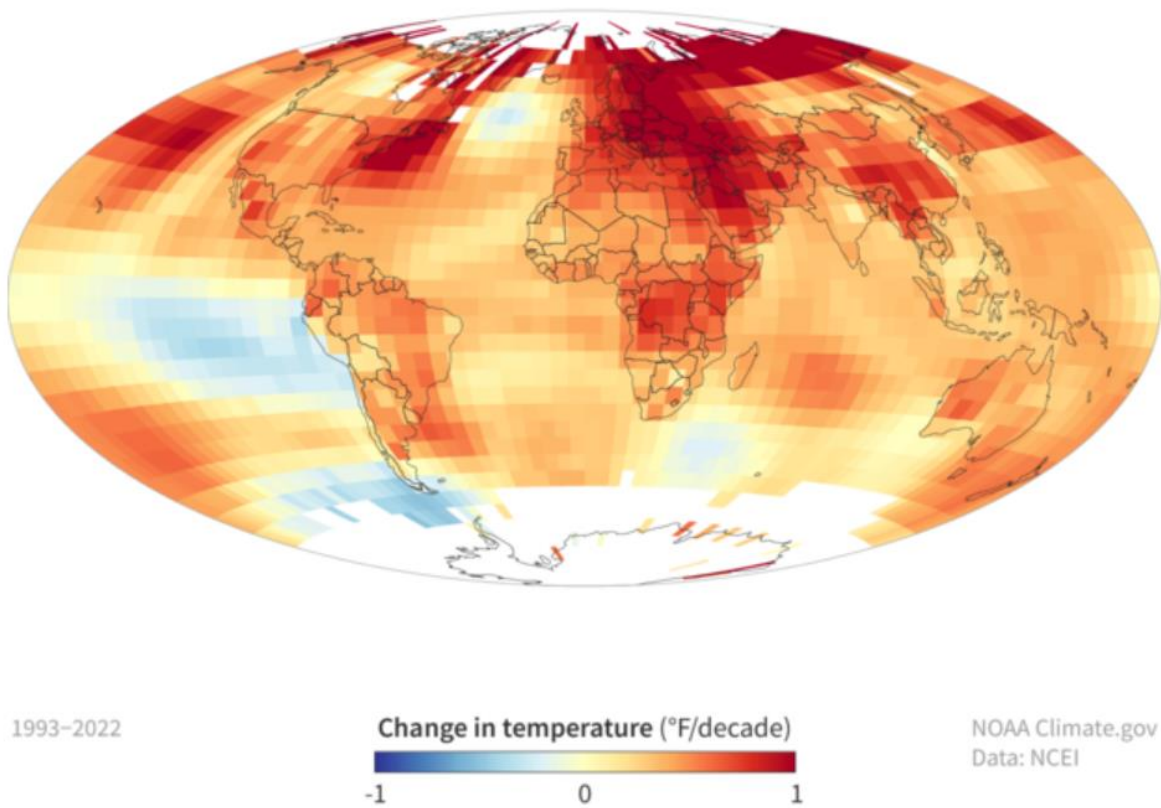 1993–2022
Change in temperature (°F/decade)
-1 0 1
NOAA Climate.gov
Data: NCEI